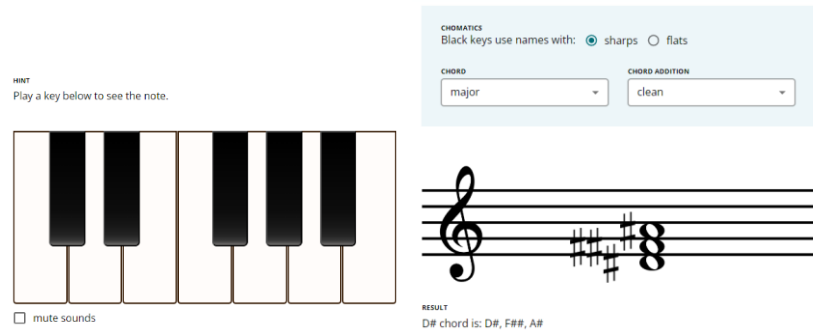 HINT
Play a key below to see the note.
mute sounds
CHOMATICS
Black keys use names with: sharps flats
CHORD
major
CHORD ADDITION
clean
RESULT
D# chord is: D#, F##, A#